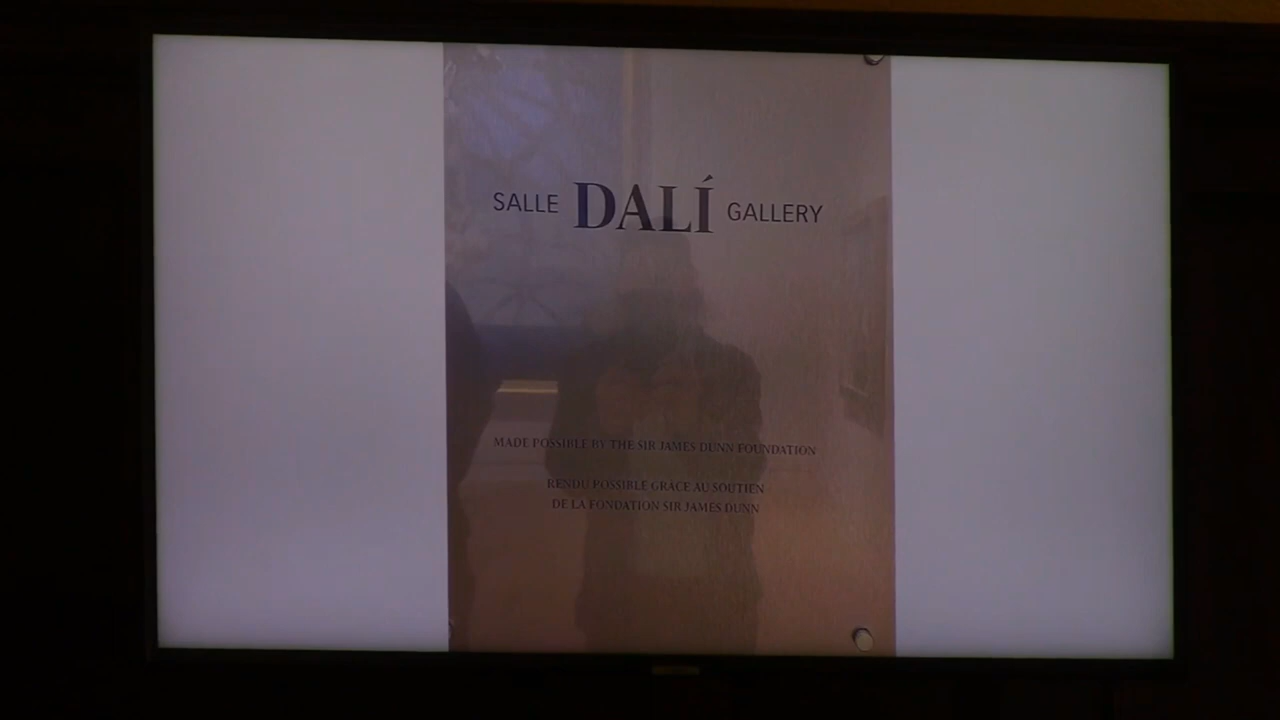 SALLE DALÍ GALLERY
MADE POSSIBLE BY THE SIR JAMES DUNN FOUNDATION
RENDU POSSIBLE GRÂCE AU SOUTIEN
DE LA FONDATION SIR JAMES DUNN